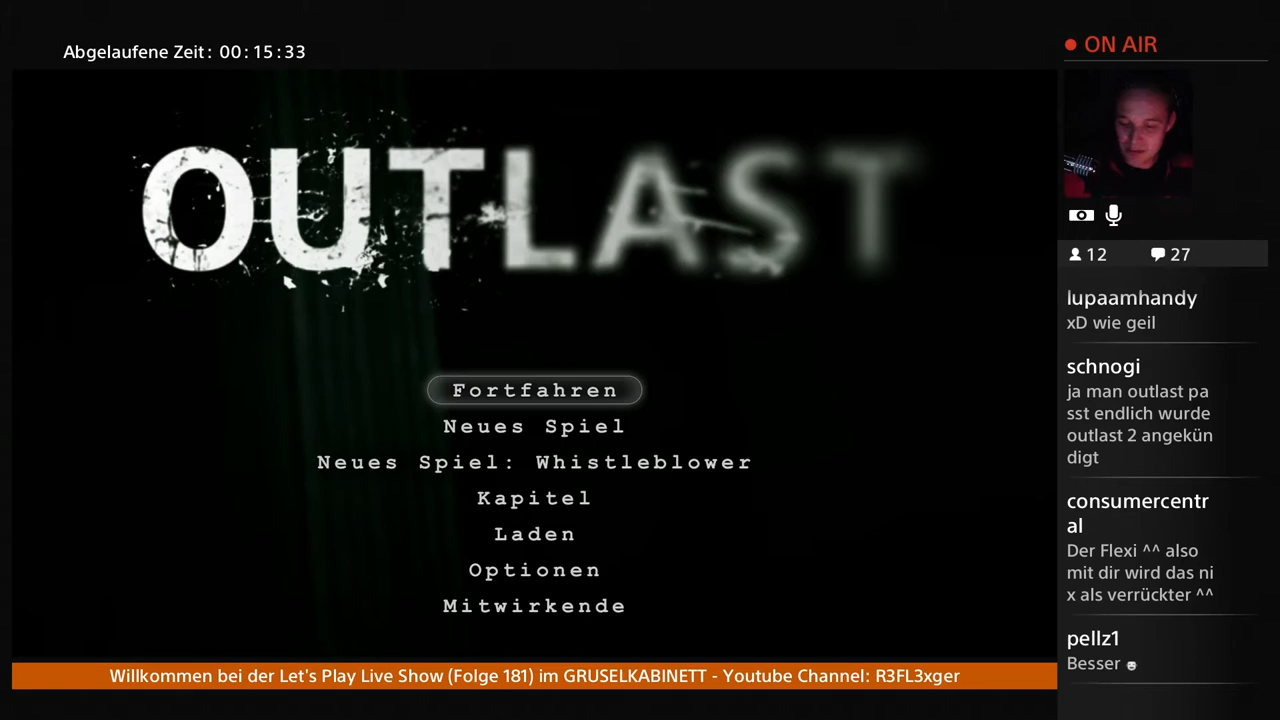 Abgelaufene Zeit: 00:15:33
ON AIR
OUTLAST
12 27
Fortfahren
Neues Spiel
Neues Spiel: Whistleblower
Kapitel
Laden
Optionen
Mitwirkende
lupaamhandy
xD wie geil
schnogi
ja man outlast pa
sst endlich wurde
outlast 2 angekün
digt
consumercentr
al
Der Flexi ^^ also
mit dir wird das ni
x als verrückter ^^
pellz1
Besser
Willkommen bei der Let's Play Live Show (Folge 181) im GRUSELKABINETT - Youtube Channel: R3FL3xger